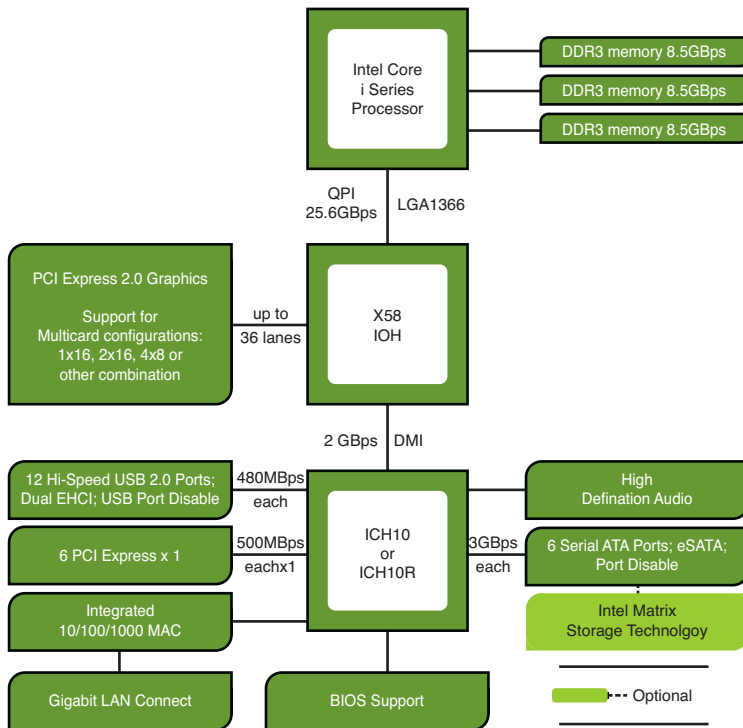 Intel Core
i Series
Processor
DDR3 memory 8.5GBps
DDR3 memory 8.5GBps
DDR3 memory 8.5GBps
QPI
25.6GBps
LGA1366
PCI Express 2.0 Graphics
Support for
Multicard configurations:
1x16, 2x16, 4x8 or
other combination
up to
36 lanes
X58
IOH
2 GBps
DMI
12 Hi-Speed USB 2.0 Ports;
Dual EHCI; USB Port Disable
480MBps
each
High
Defination Audio
6 PCI Express x 1
500MBps
eachx1
ICH10
or
ICH10R
3GBps
each
6 Serial ATA Ports; eSATA;
Port Disable
Integrated
10/100/1000 MAC
Intel Matrix
Storage Technolgoy
Gigabit LAN Connect
BIOS Support
Optional